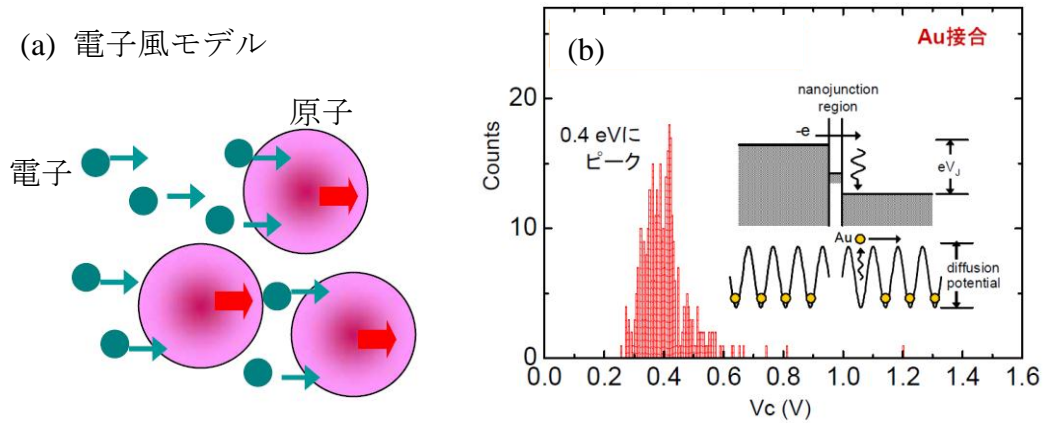 (a) 電子風モデル
原子
電子
(b)
Au接合
nanojunction
region
-e
0.4 eVに
ピーク
eVJ
Au
diffusion
potential
Counts
20
10
0
0.0 0.2 0.4 0.6 0.8 1.0 1.2 1.4 1.6
Vc (V)